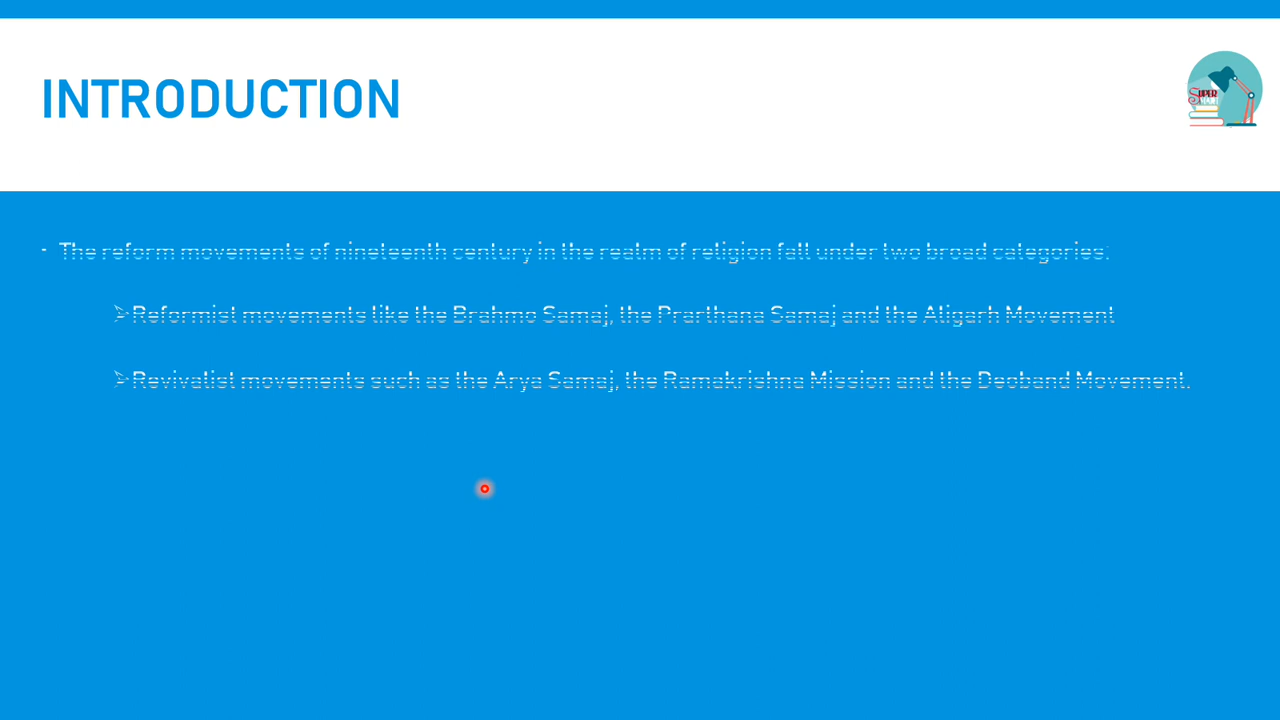 INTRODUCTION
SUPER
- The reform movements of nineteenth century in the realm of religion fall under two broad categories:
➢Reformist movements like the Brahmo Samaj, the Prarthana Samaj and the Aligarh Movement
➢Revivalist movements such as the Arya Samaj, the Ramakrishna Mission and the Deoband Movement.